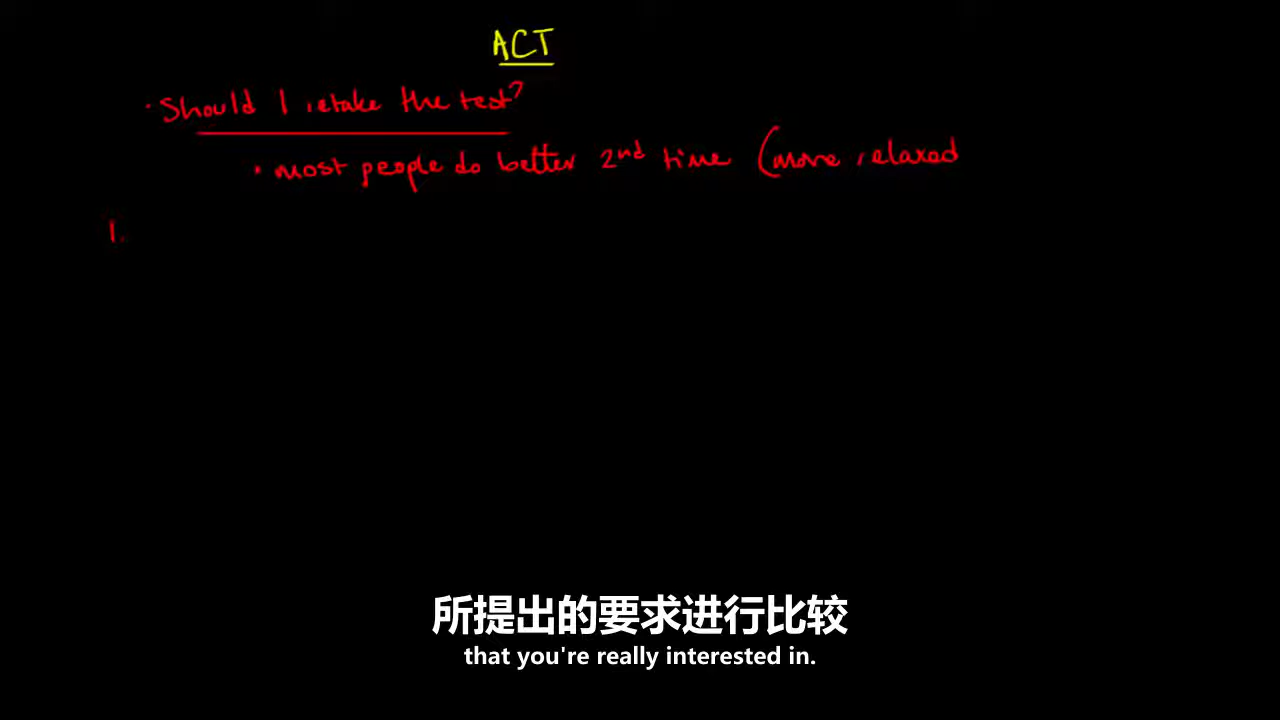 ACT
· Should I retake the test?
· most people do better 2nd time (more relaxed
1.
所提出的要求进行比较
that you're really interested in.